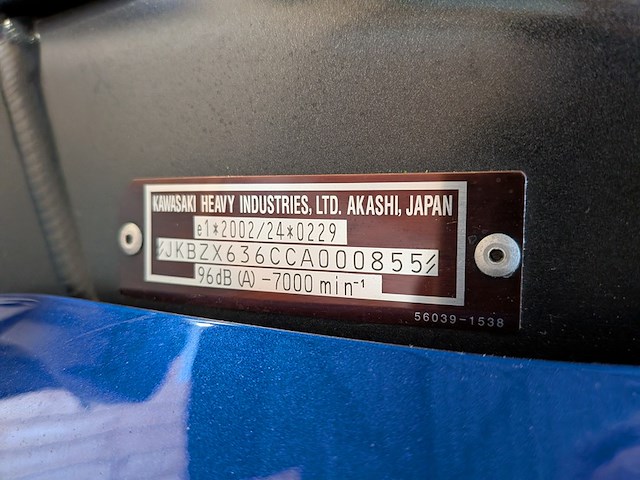 KAWASAKI HEAVY INDUSTRIES, LTD. AKASHI, JAPAN
e1*2002/24*0229
〃JKBZX636CCA000855〃
96dB (A) -7000 min⁻¹
56039-1538